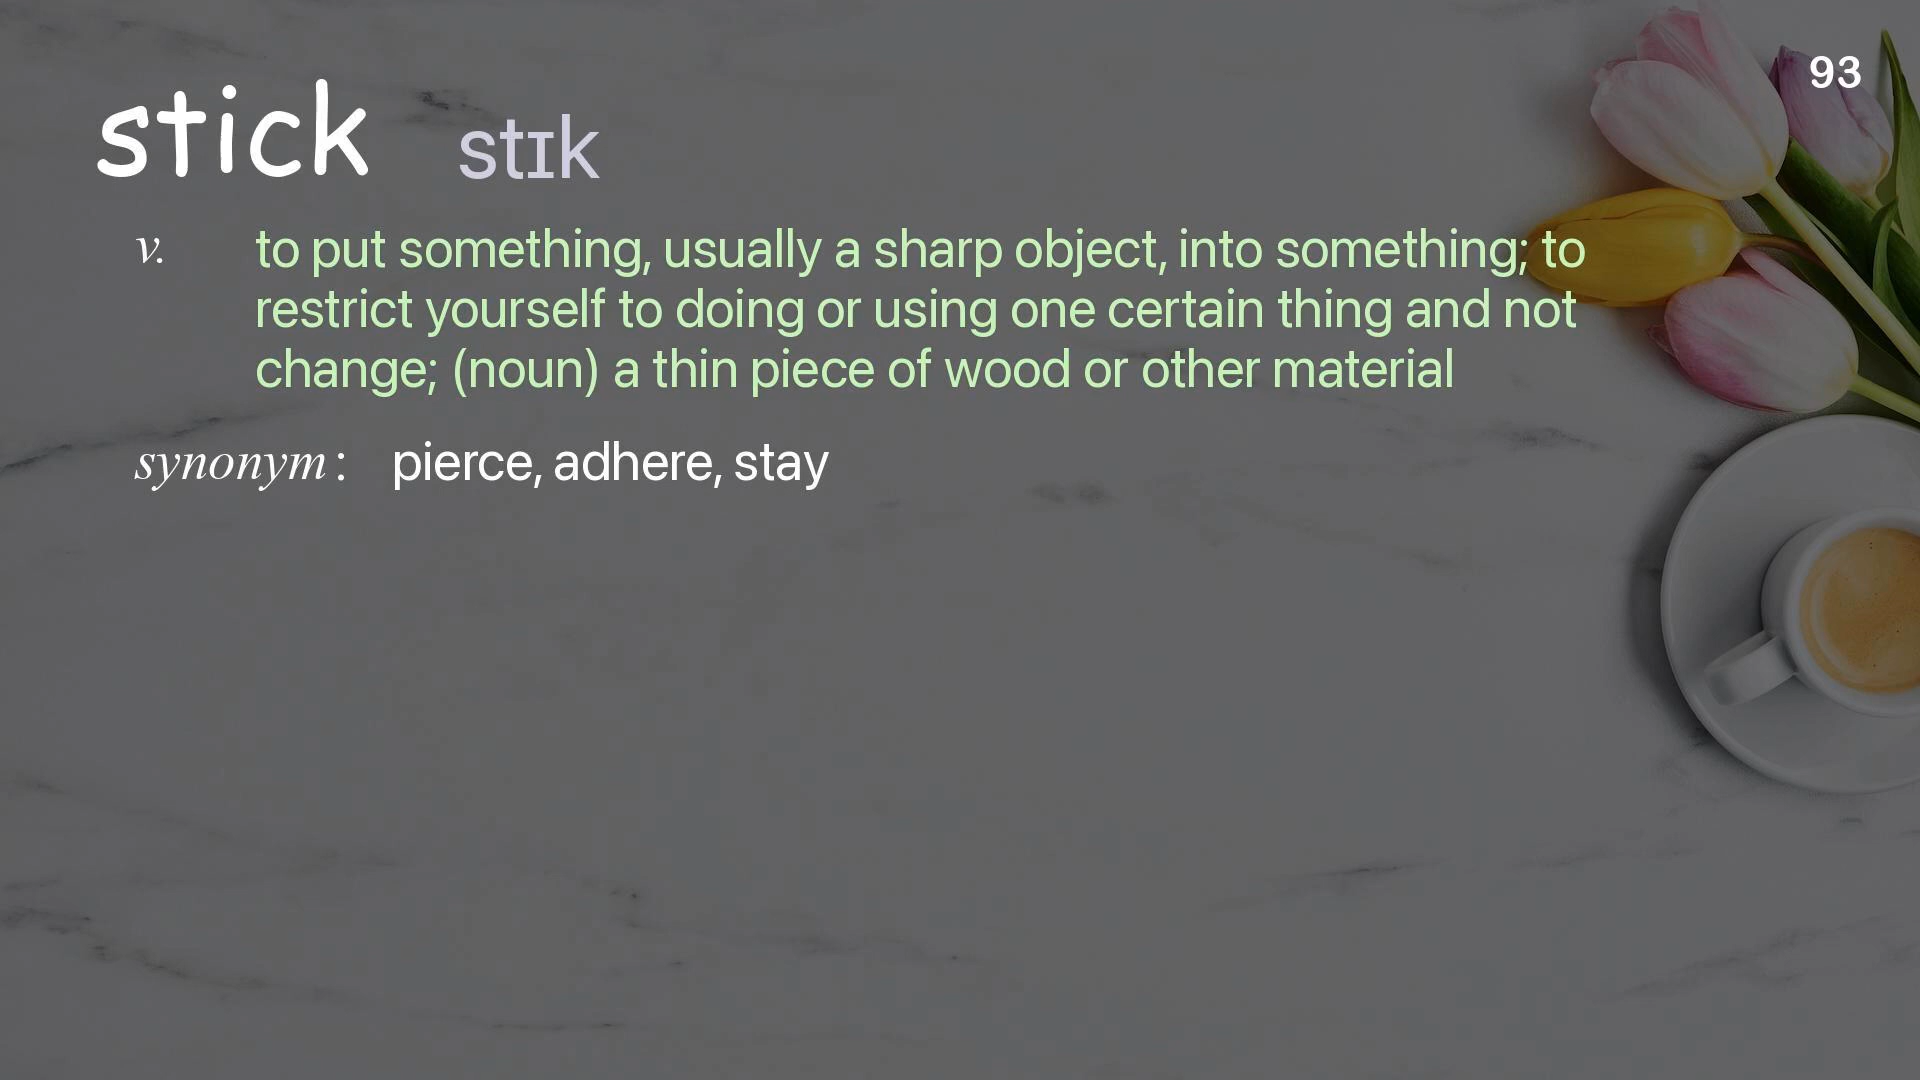 93
stick stɪk
v. to put something, usually a sharp object, into something; to
restrict yourself to doing or using one certain thing and not
change; (noun) a thin piece of wood or other material
synonym: pierce, adhere, stay